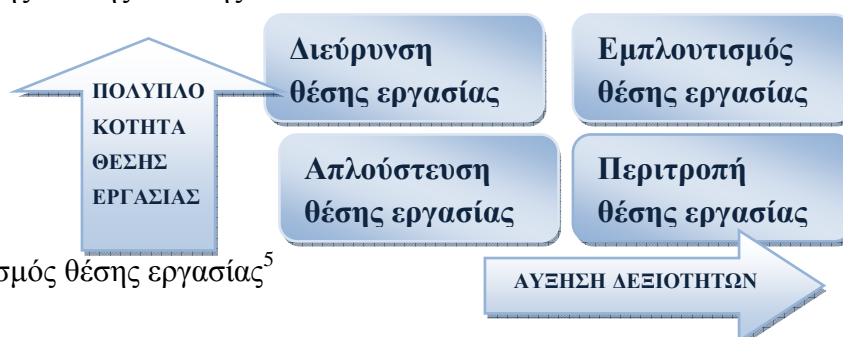 Διεύρυνση
θέσης εργασίας
Εμπλουτισμός
θέσης εργασίας
ΠΟΛΥΠΛΟ
ΚΟΤΗΤΑ
ΘΕΣΗΣ
ΕΡΓΑΣΙΑΣ
Απλούστευση
θέσης εργασίας
Περιτροπή
θέσης εργασίας
σμός θέσης εργασίας5
ΑΥΞΗΣΗ ΔΕΞΙΟΤΗΤΩΝ